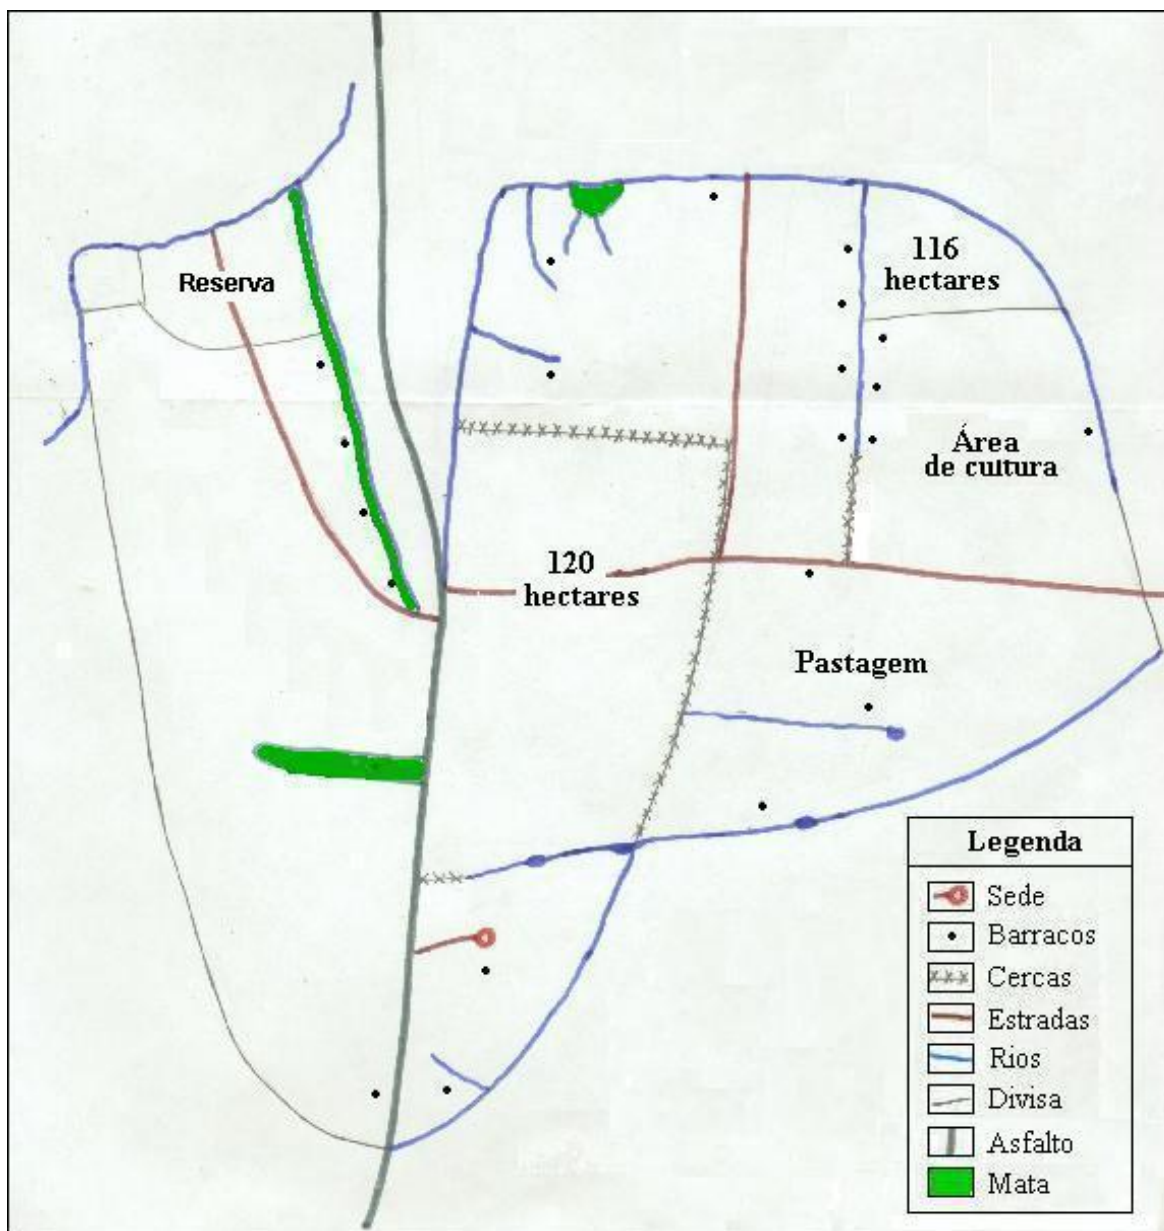 Reserva
116
hectares
Área
de cultura
120
hectares
Pastagem
Legenda
Sede
Barracos
Cercas
Estradas
Rios
Divisa
Asfalto
Mata